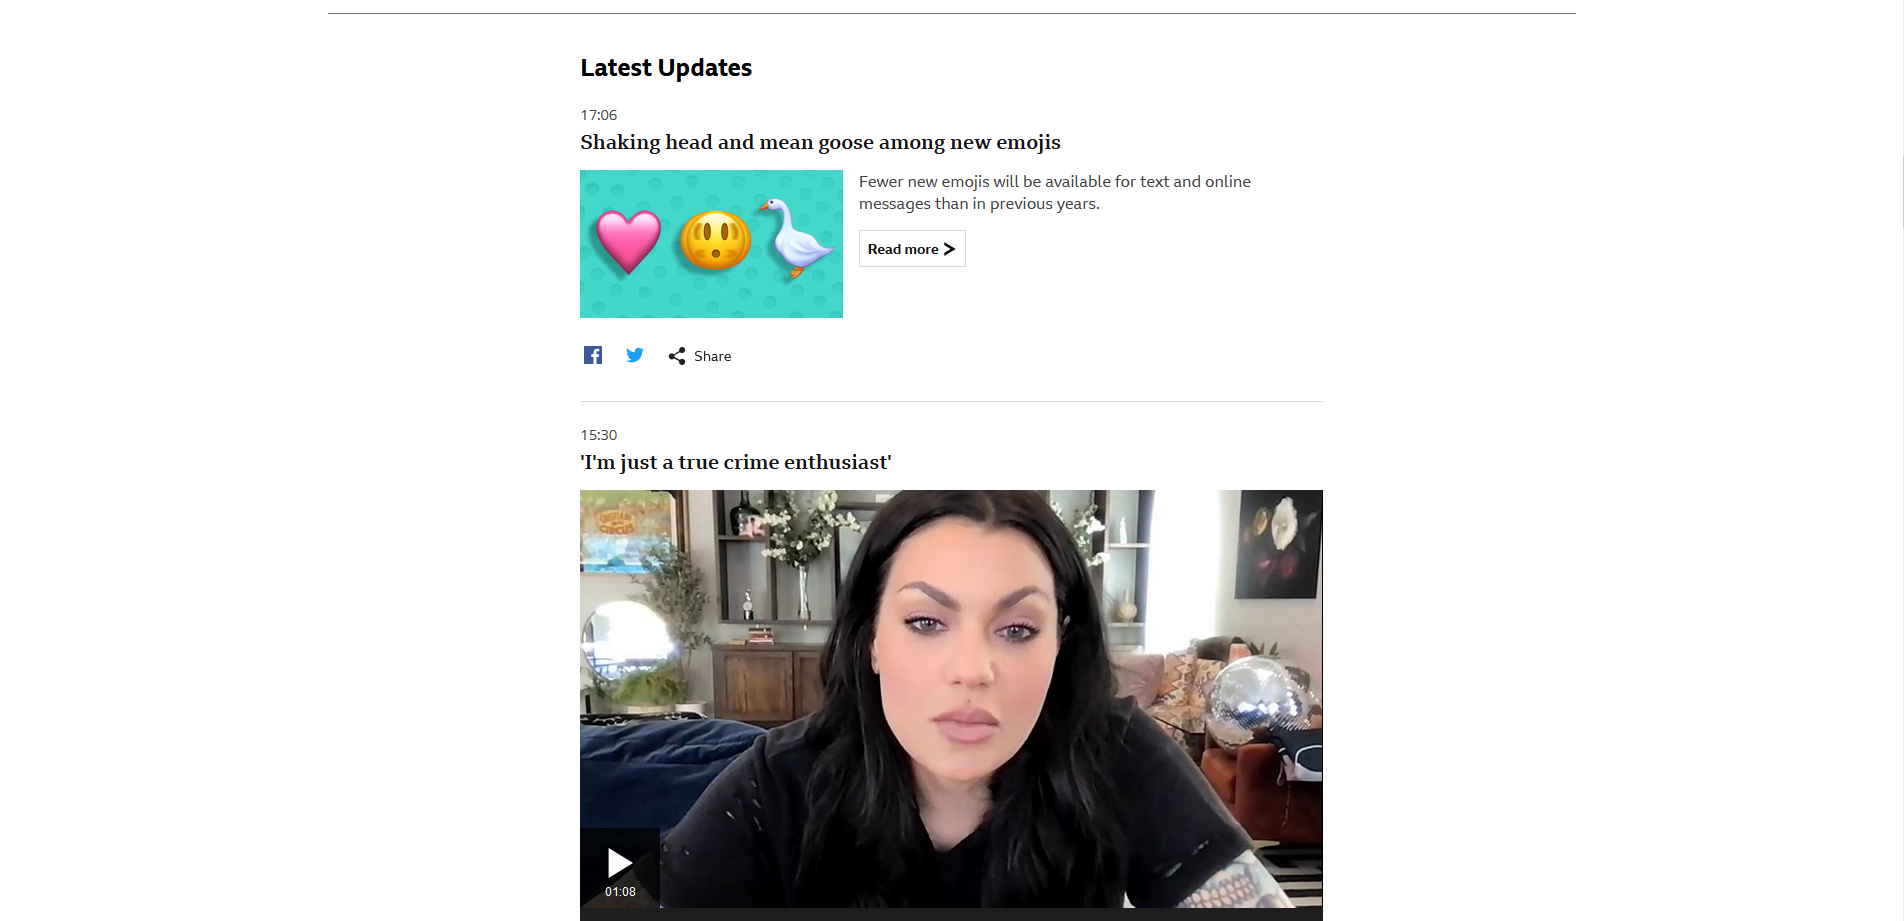 Latest Updates
17:06
Shaking head and mean goose among new emojis
Fewer new emojis will be available for text and online
messages than in previous years.
Read more
Share
15:30
'I'm just a true crime enthusiast'
CIRCUS
01:08